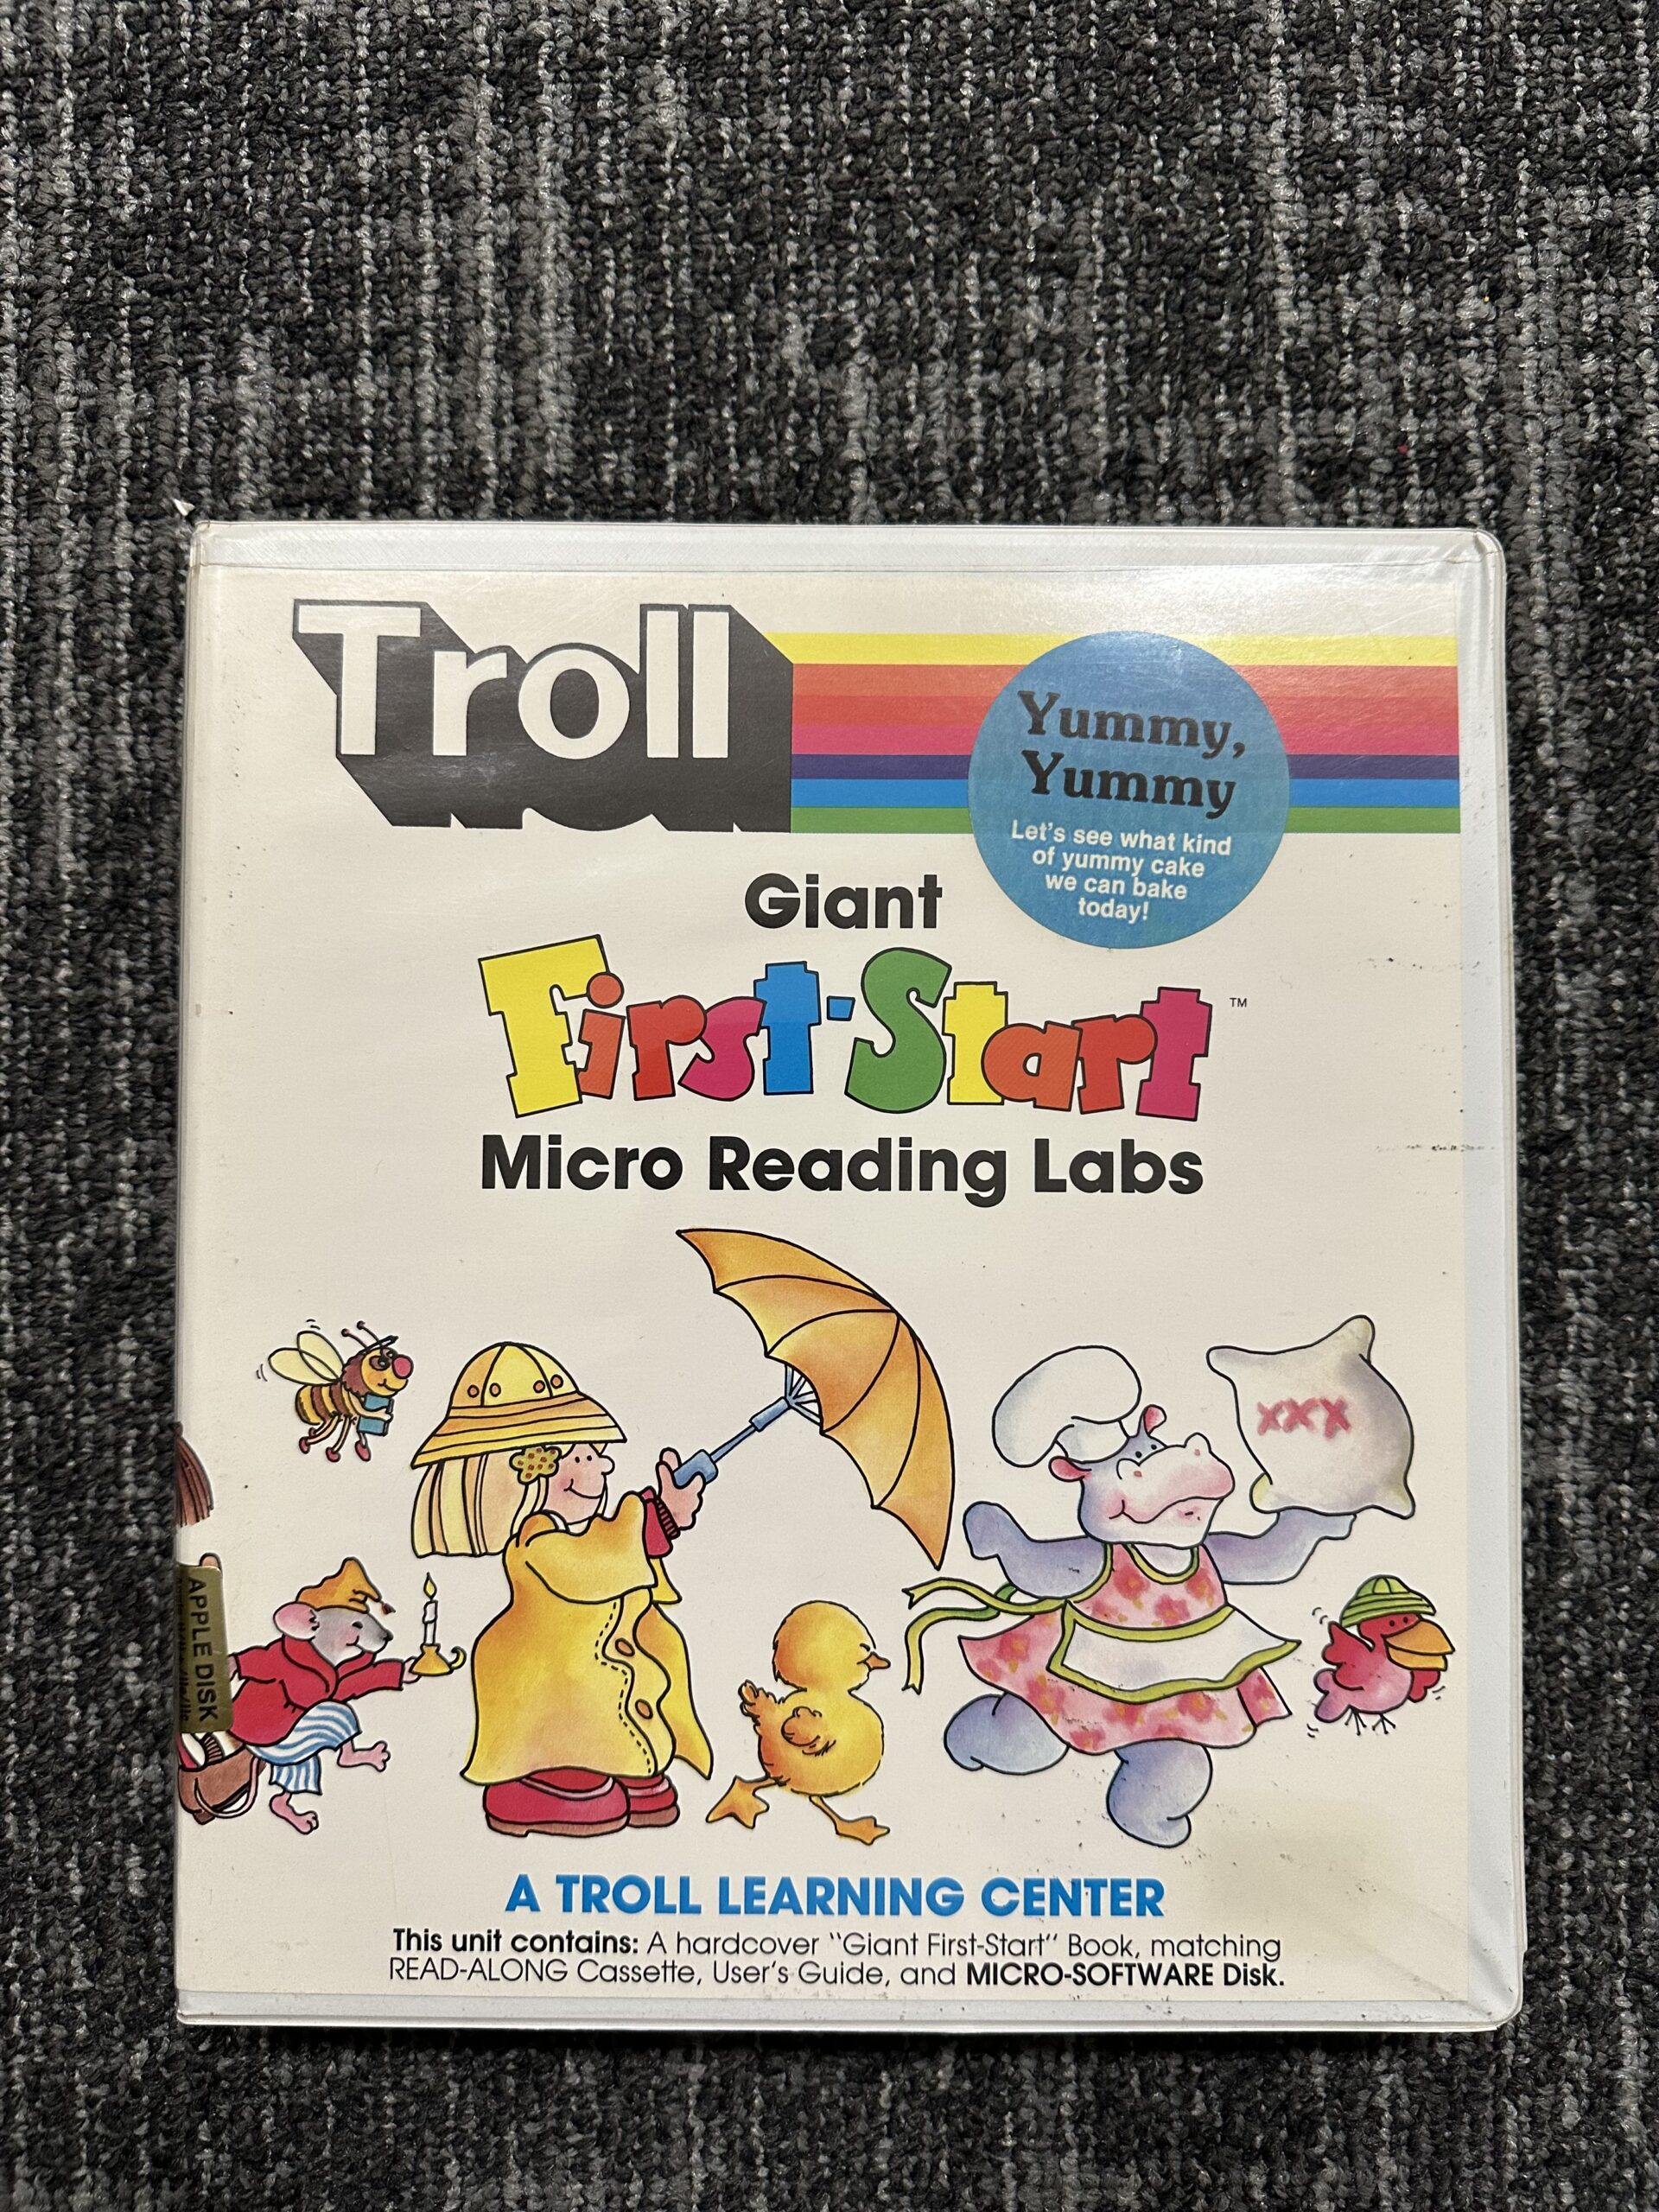 Troll
Yummy,
Yummy
Let's see what kind
of yummy cake
we can bake
today!
Giant
First-Start™
Micro Reading Labs
XXX
APPLE DISK
A TROLL LEARNING CENTER
This unit contains: A hardcover "Giant First-Start" Book, matching
READ-ALONG Cassette, User's Guide, and MICRO-SOFTWARE Disk.